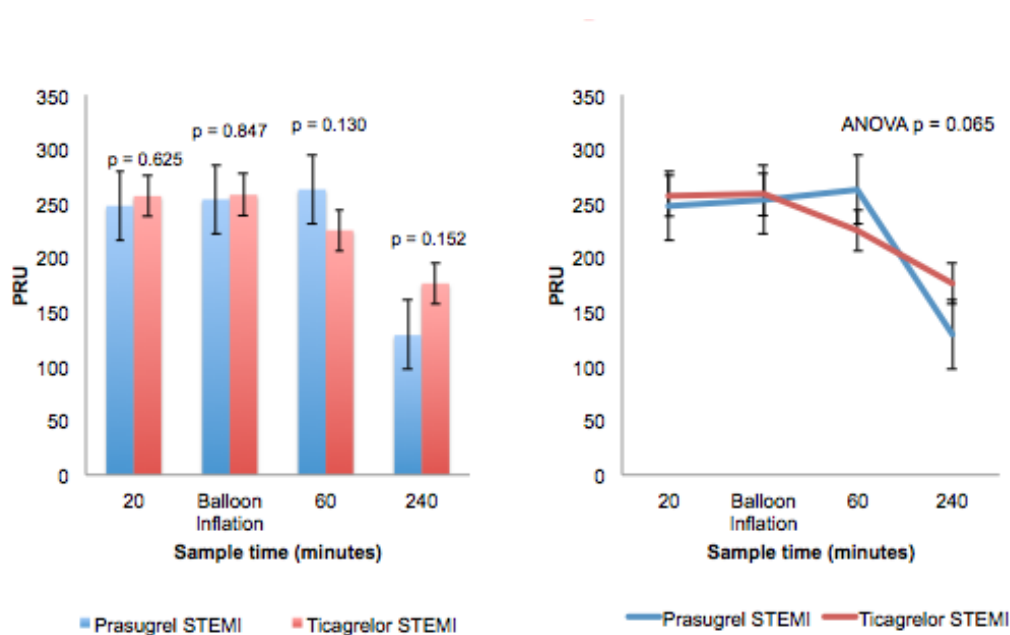 350
300
250
200
150
100
50
0
PRU
p = 0.625
p = 0.847
p = 0.130
p = 0.152
20
Balloon
Inflation
60
240
Sample time (minutes)
Prasugrel STEMI
Ticagrelor STEMI
350
300
250
200
150
100
50
0
PRU
ANOVA p = 0.065
20
Balloon
Inflation
60
240
Sample time (minutes)
Prasugrel STEMI
Ticagrelor STEMI